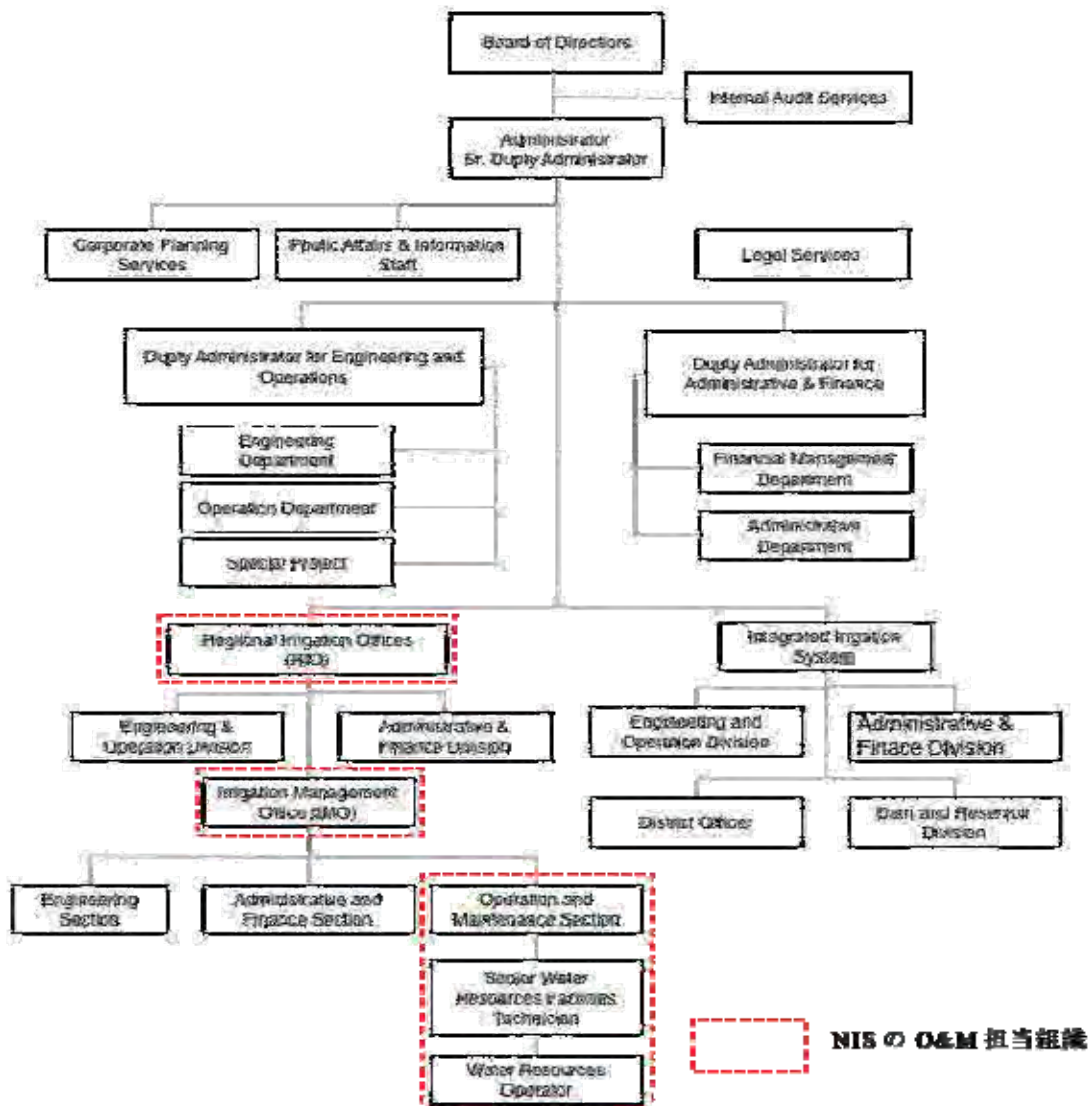 Board of Directiors
Internal Audit Services
Administrator
Sr. Duply Administrator
Corporate Planning
Services
Public Affairs & Information
Staff
Legal Services
Duply Administrator for Engineering and
Operations
Duply Administrator for
Administrative & Finance
Engineering
Department
Operation Department
Special Project
Financial Management
Department
Administrative
Department
Regional Irrigation Offices
(RIO)
Integrated Irrigation
System
Engineering &
Operation Division
Administrative &
Finance Division
Engineering and
Operation Division
Administrative &
Finace Division
Irrigation Management
Office (IMO)
District Officer
Dam and Reservoir
Division
Engineering
Section
Administrative and
Finance Section
Operation and
Maintenance Section
Senior Water
Resources Facilities
Technician
Water Resources
Operator
NIS の O&M 担当組織